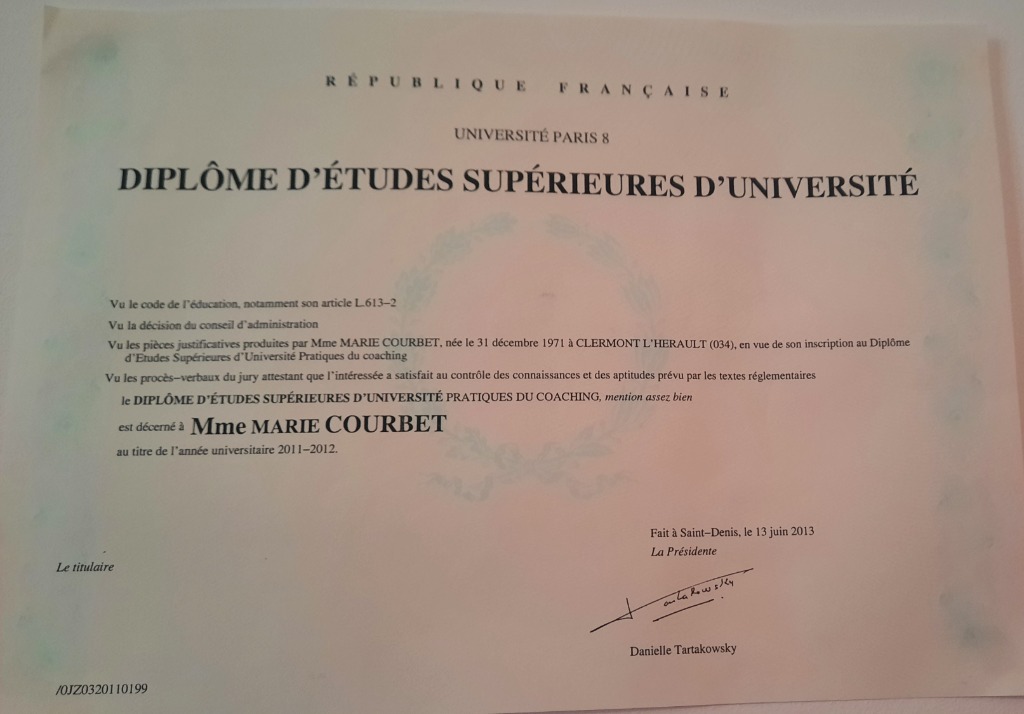 RÉPUBLIQUE FRANÇAISE
UNIVERSITÉ PARIS 8
DIPLÔME D'ÉTUDES SUPÉRIEURES D'UNIVERSITÉ
Vu le code de l'éducation, notamment son article L.613–2
Vu la décision du conseil d'administration
Vu les pièces justificatives produites par Mme MARIE COURBET, née le 31 décembre 1971 à CLERMONT L'HERAULT (034), en vue de son inscription au Diplôme
d'Etudes Supérieures d'Université Pratiques du coaching
Vu les procès–verbaux du jury attestant que l'intéressée a satisfait au contrôle des connaissances et des aptitudes prévu par les textes réglementaires
le DIPLÔME D'ÉTUDES SUPÉRIEURES D'UNIVERSITÉ PRATIQUES DU COACHING, mention assez bien
est décerné à Mme MARIE COURBET
au titre de l'année universitaire 2011–2012.
Fait à Saint–Denis, le 13 juin 2013
La Présidente
Le titulaire
Tartakowsky
Danielle Tartakowsky
/0JZ0320110199